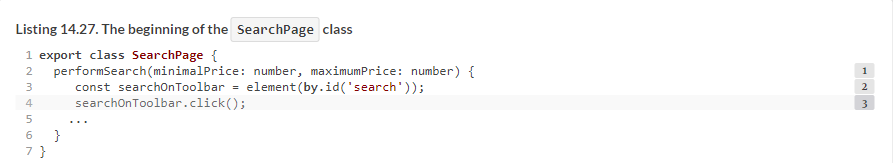 Listing 14.27. The beginning of the SearchPage class
1 export class SearchPage {
2   performSearch(minimalPrice: number, maximumPrice: number) { 1
3      const searchOnToolbar = element(by.id('search')); 2
4      searchOnToolbar.click(); 3
5     ...
6   }
7 }